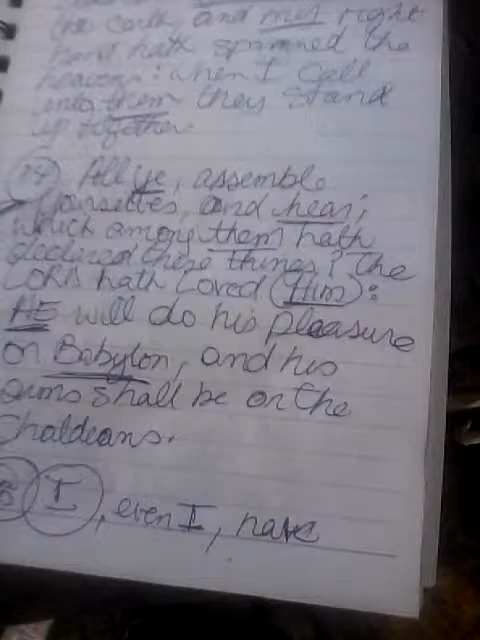 the earth, and my right
hand hath spanned the
heavens: when I call
unto them they stand
up together.
14 All ye, assemble
yourselves, and hear;
which among them hath
declared these things? The
LORD hath loved (Him):
HE will do his pleasure
on Babylon, and his
arms shall be on the
Chaldeans.
I, even I, have